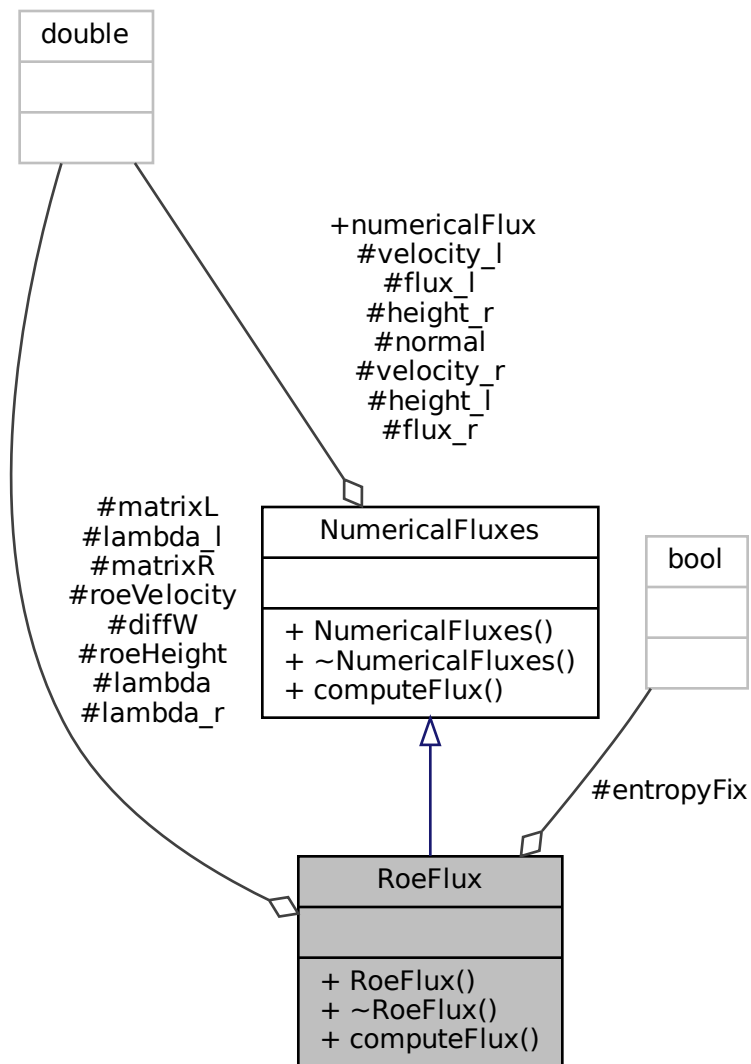 double
+numericalFlux
#velocity_l
#flux_l
#height_r
#normal
#velocity_r
#height_l
#flux_r
#matrixL
#lambda_l
#matrixR
#roeVelocity
#diffW
#roeHeight
#lambda
#lambda_r
NumericalFluxes
+ NumericalFluxes()
+ ~NumericalFluxes()
+ computeFlux()
bool
#entropyFix
RoeFlux
+ RoeFlux()
+ ~RoeFlux()
+ computeFlux()